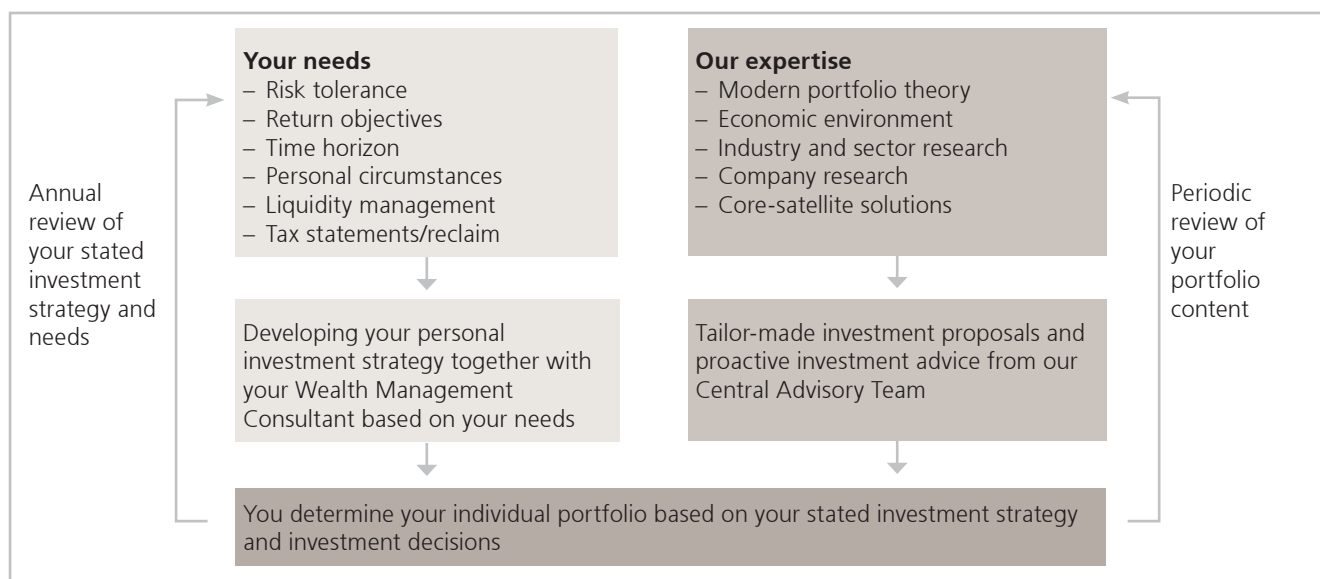 Your needs
– Risk tolerance
– Return objectives
– Time horizon
– Personal circumstances
– Liquidity management
– Tax statements/reclaim
Our expertise
– Modern portfolio theory
– Economic environment
– Industry and sector research
– Company research
– Core-satellite solutions
Annual
review of
your stated
investment
strategy and
needs
Periodic
review of
your
portfolio
content
Developing your personal
investment strategy together with
your Wealth Management
Consultant based on your needs
Tailor-made investment proposals and
proactive investment advice from our
Central Advisory Team
You determine your individual portfolio based on your stated investment strategy
and investment decisions